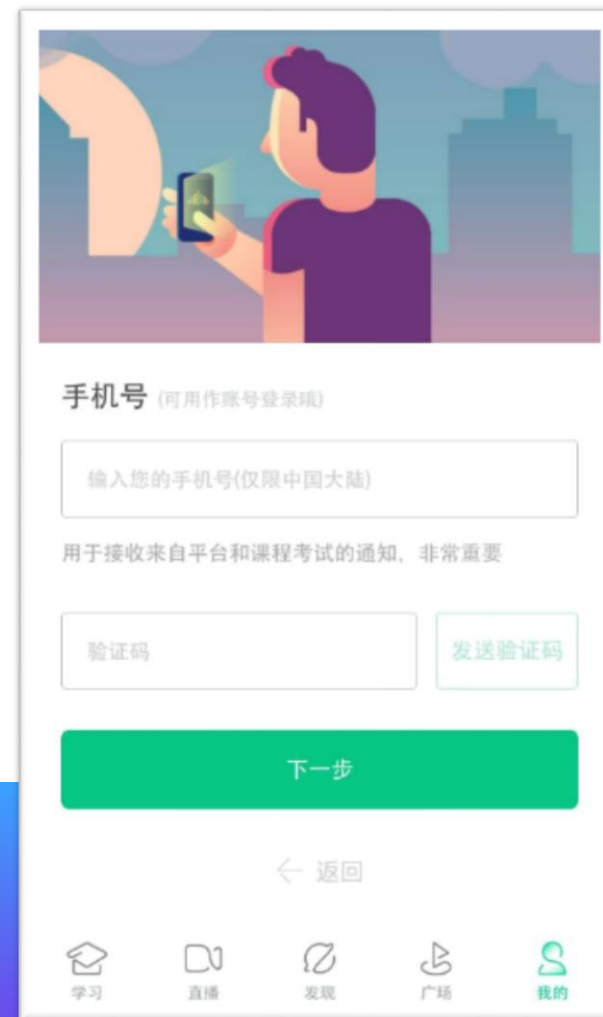 手机号 (可用作账号登录哦)
输入您的手机号(仅限中国大陆)
用于接收来自平台和课程考试的通知，非常重要
验证码 发送验证码
下一步
← 返回
学习 直播 发现 广场 我的